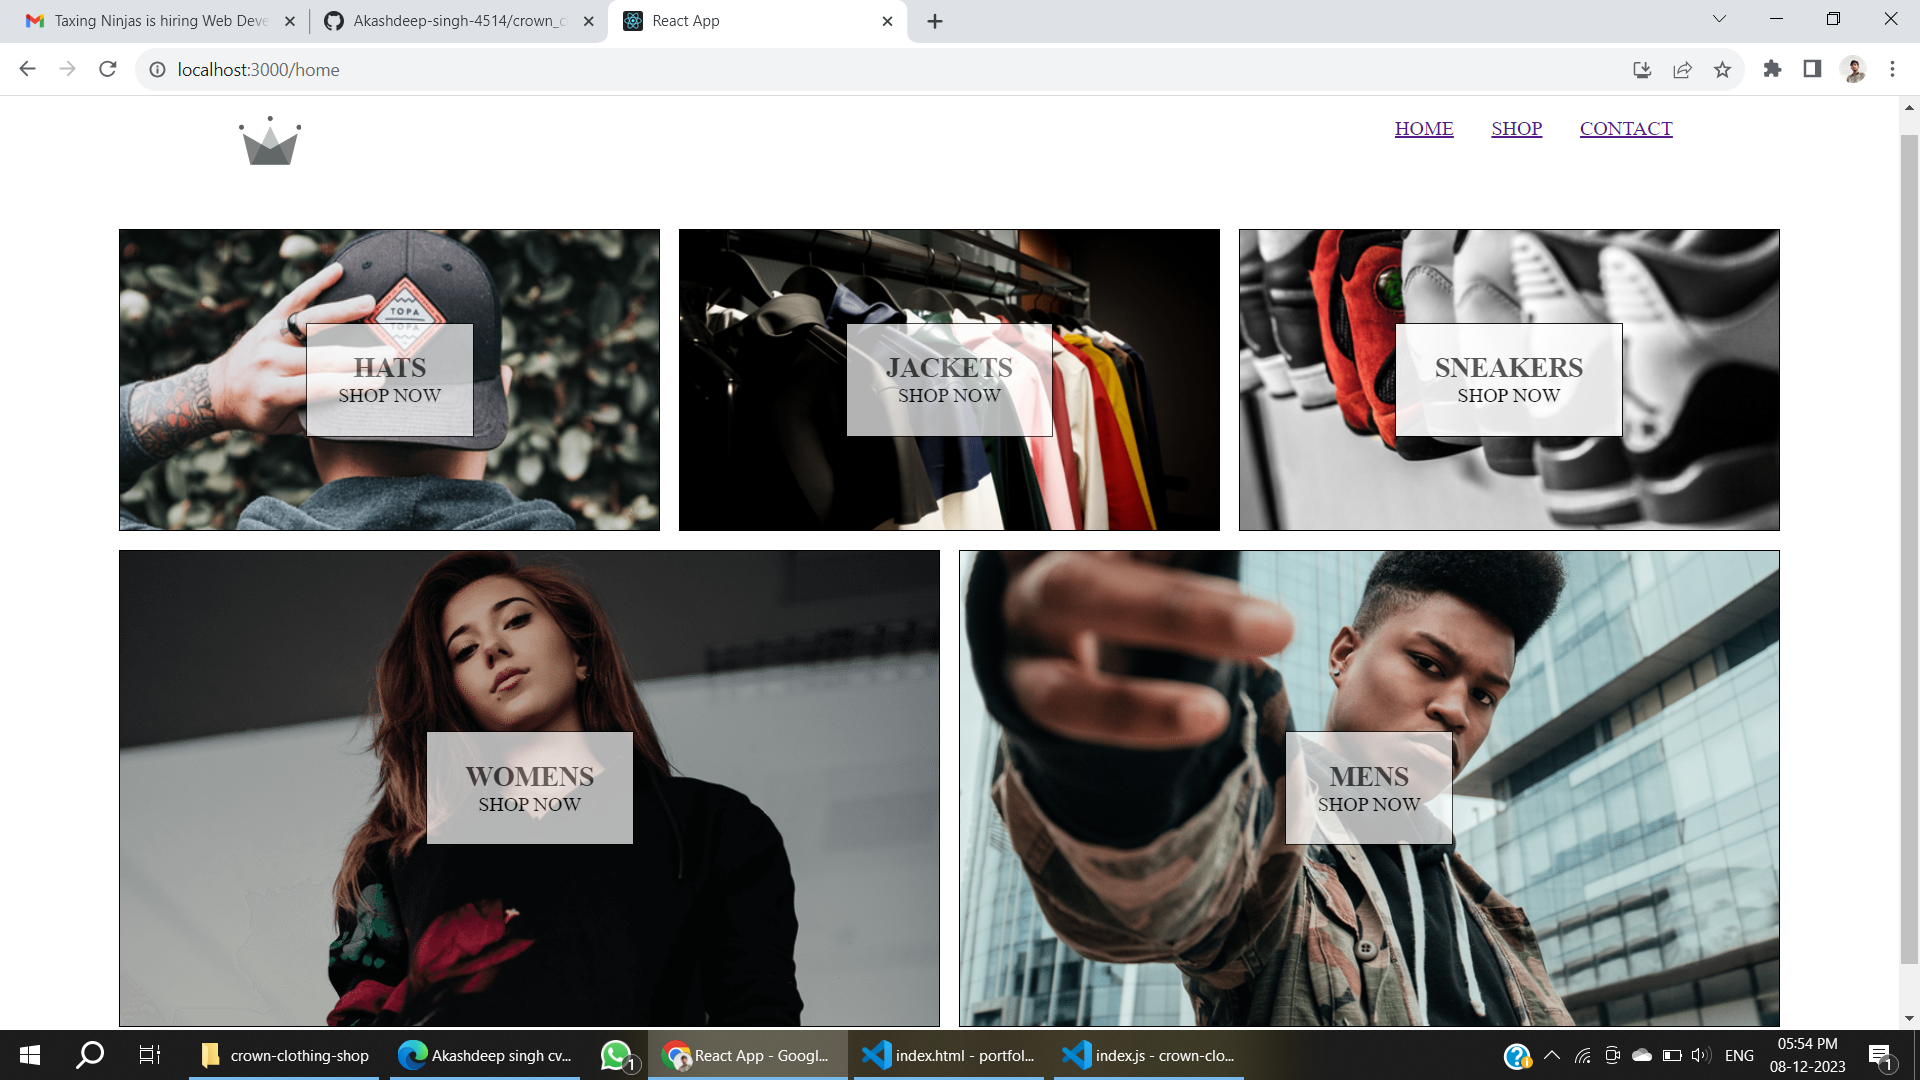 Taxing Ninjas is hiring Web Deve
Akashdeep-singh-4514/crown_c
React App
localhost:3000/home
HOME SHOP CONTACT
TOPA
TOPA
HATS
SHOP NOW
JACKETS
SHOP NOW
SNEAKERS
SHOP NOW
WOMENS
SHOP NOW
MENS
SHOP NOW
crown-clothing-shop
Akashdeep singh cv...
1
React App - Googl...
index.html - portfol...
index.js - crown-clo...
ENG
05:54 PM
08-12-2023
1